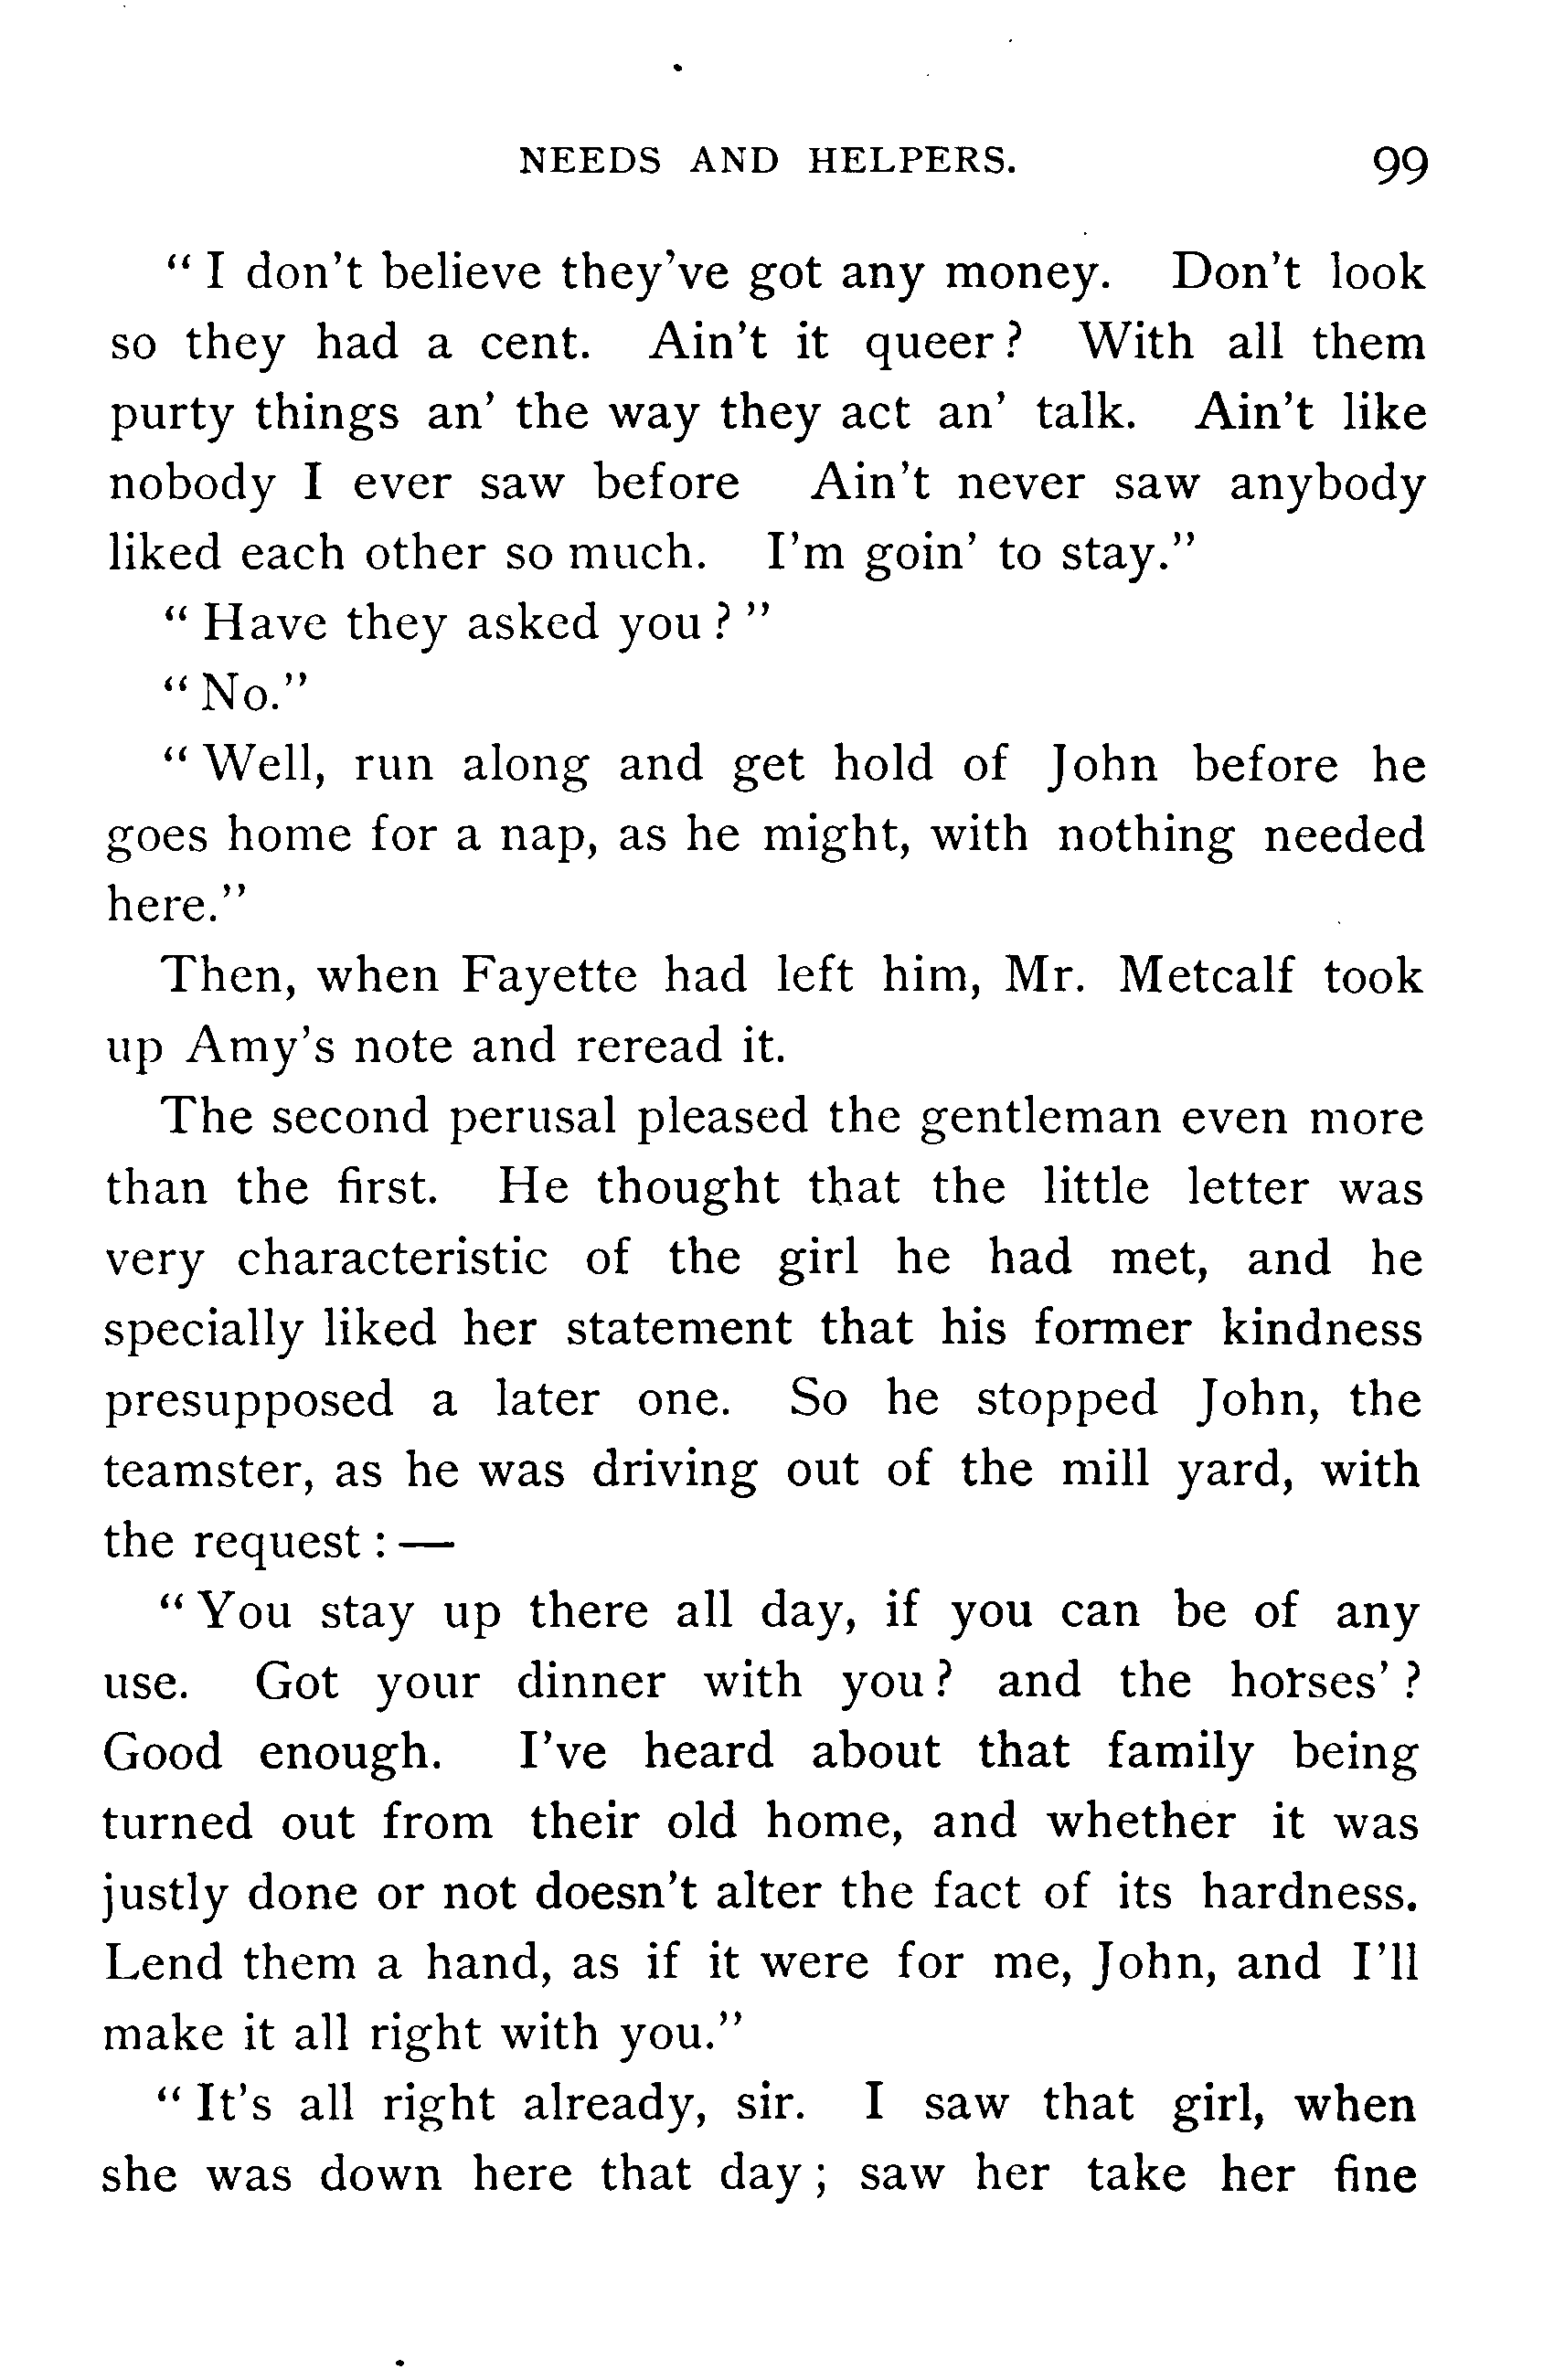 NEEDS AND HELPERS. 99
“ I don’t believe they’ve got any money. Don’t look
so they had a cent. Ain’t it queer? With all them
purty things an’ the way they act an’ talk. Ain’t like
nobody I ever saw before Ain’t never saw anybody
liked each other so much. I’m goin’ to stay.”
“ Have they asked you ? ”
“ No.”
“ Well, run along and get hold of John before he
goes home for a nap, as he might, with nothing needed
here.”
Then, when Fayette had left him, Mr. Metcalf took
up Amy’s note and reread it.
The second perusal pleased the gentleman even more
than the first. He thought that the little letter was
very characteristic of the girl he had met, and he
specially liked her statement that his former kindness
presupposed a later one. So he stopped John, the
teamster, as he was driving out of the mill yard, with
the request : —
“ You stay up there all day, if you can be of any
use. Got your dinner with you ? and the horses’ ?
Good enough. I’ve heard about that family being
turned out from their old home, and whether it was
justly done or not doesn’t alter the fact of its hardness.
Lend them a hand, as if it were for me, John, and I’ll
make it all right with you.”
“ It’s all right already, sir. I saw that girl, when
she was down here that day ; saw her take her fine